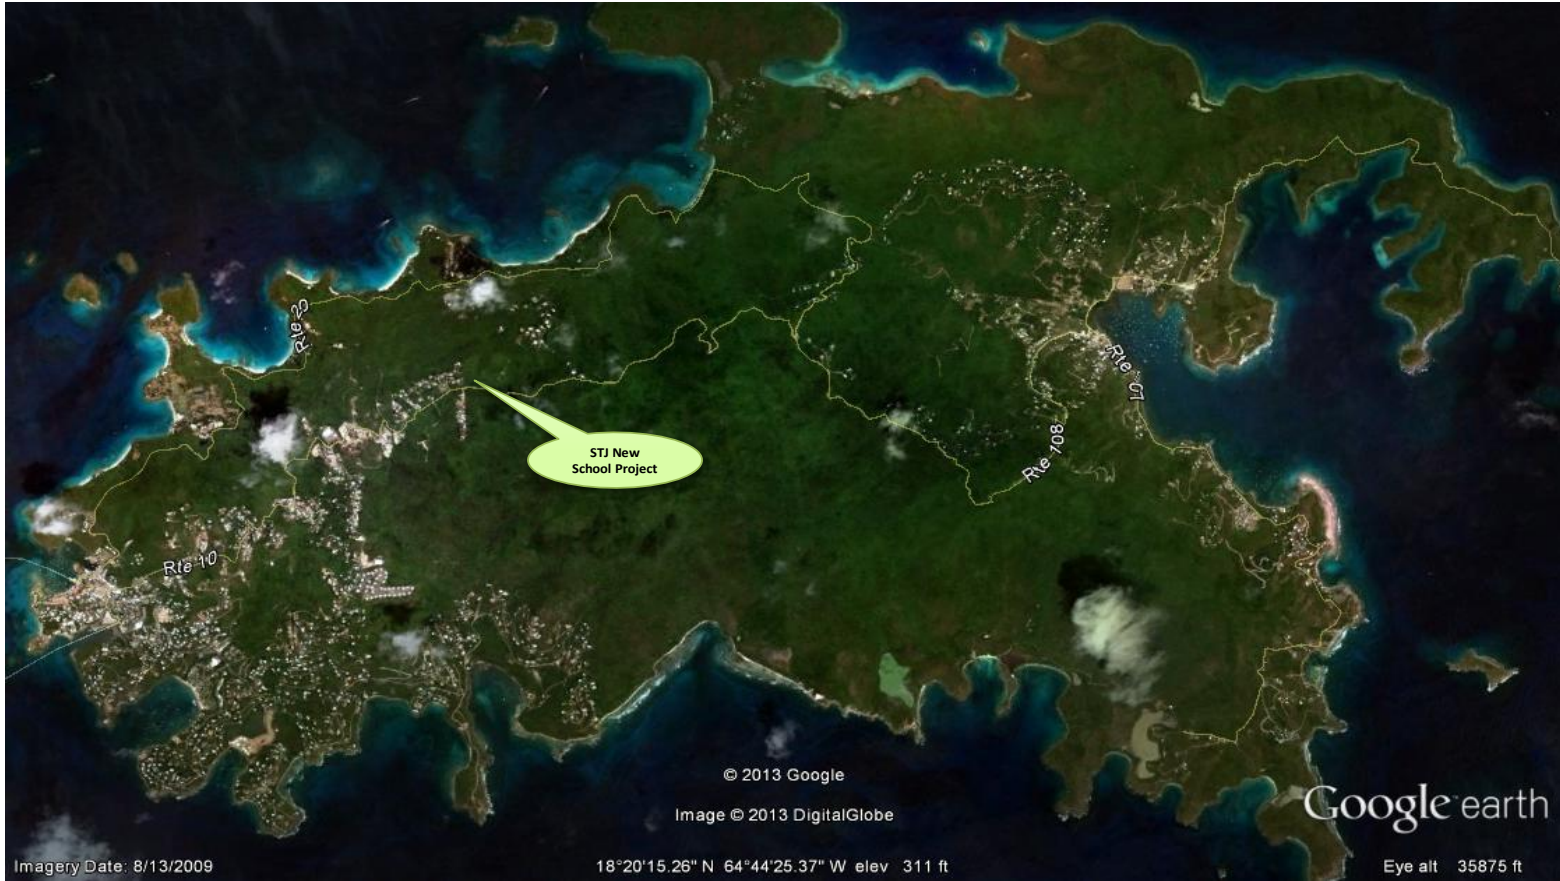 Rte 20
Rte 07
Rte 108
STJ New
School Project
Rte 10
© 2013 Google
Image © 2013 DigitalGlobe
Google earth
Imagery Date: 8/13/2009
18°20'15.26" N 64°44'25.37" W elev 311 ft
Eye alt 35875 ft